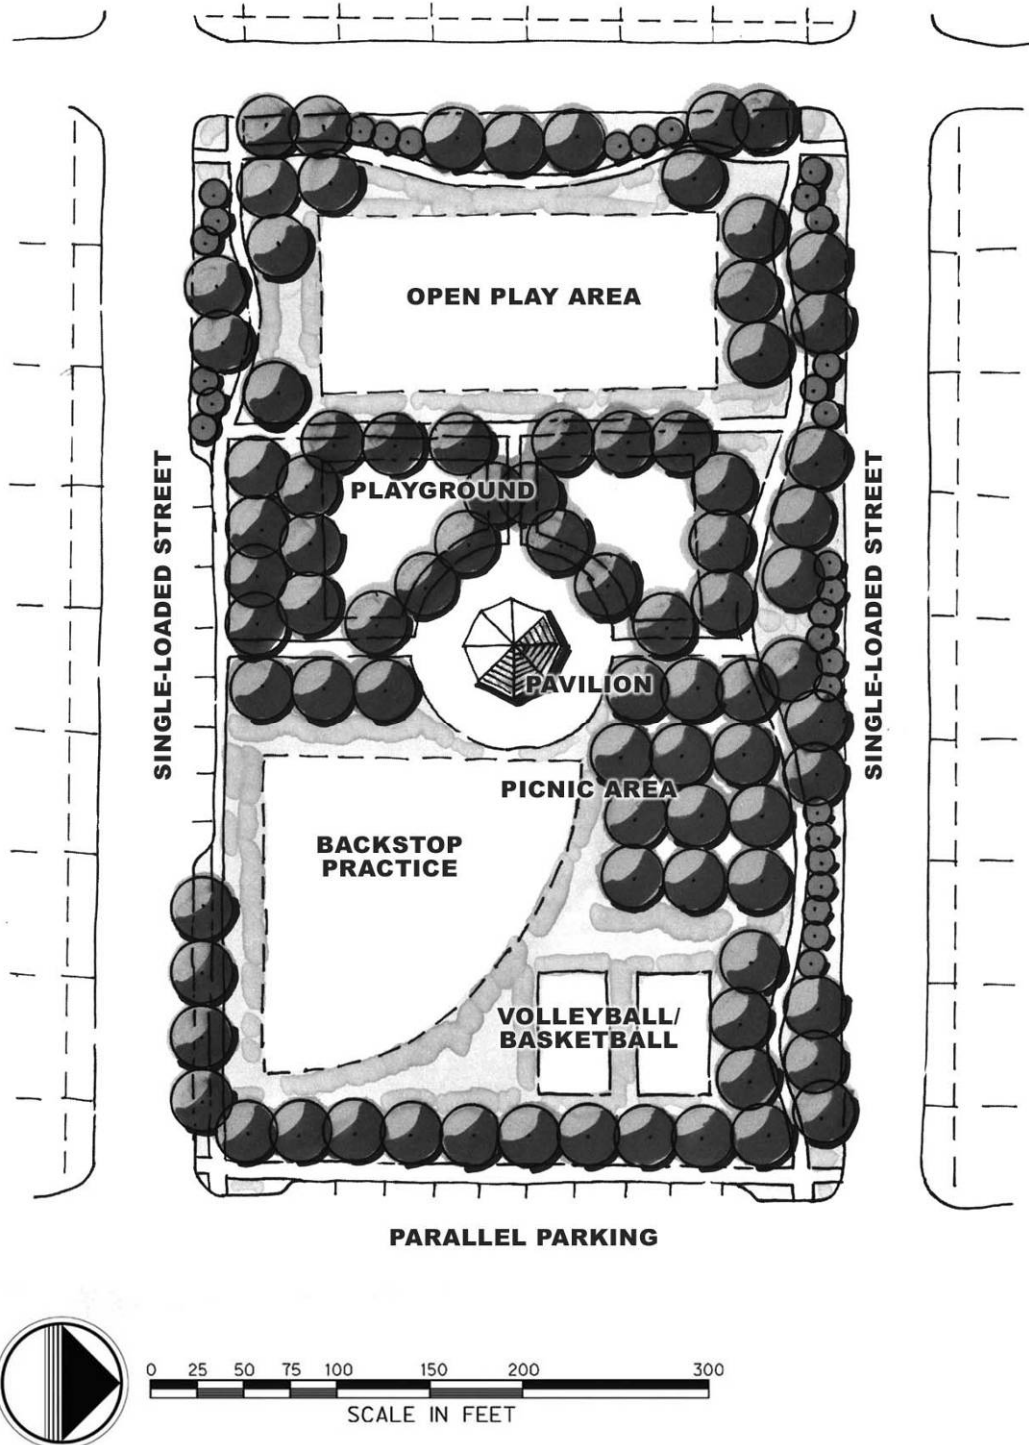 OPEN PLAY AREA
PLAYGROUND
SINGLE-LOADED STREET
SINGLE-LOADED STREET
PAVILION
PICNIC AREA
BACKSTOP
PRACTICE
VOLLEYBALL/
BASKETBALL
PARALLEL PARKING
0 25 50 75 100 150 200 300
SCALE IN FEET